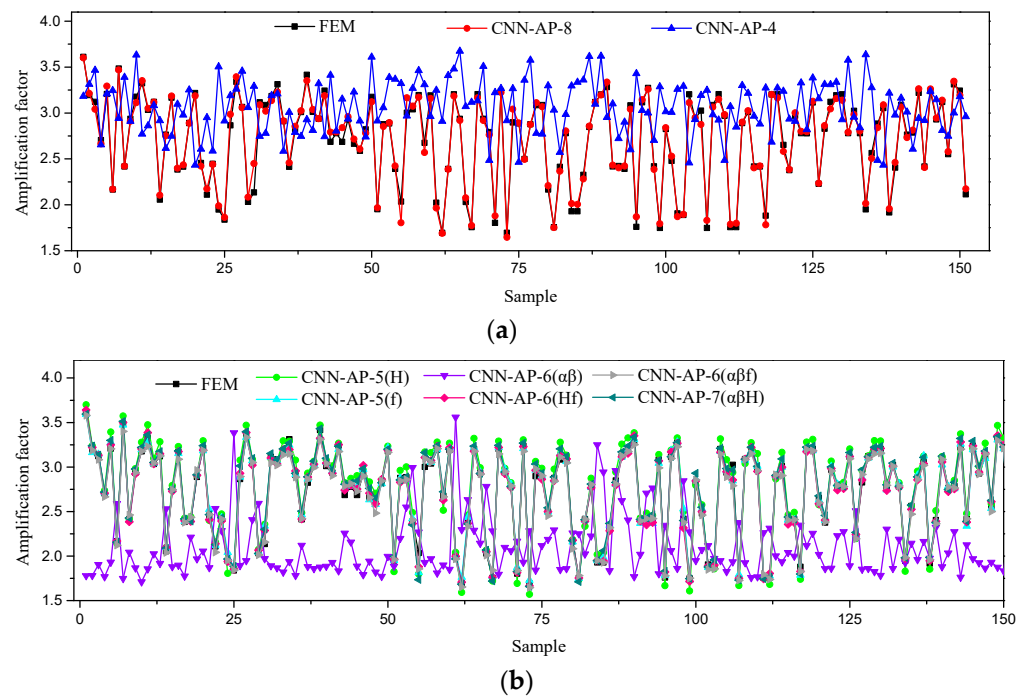 FEM CNN-AP-8 CNN-AP-4
4.0
3.5
3.0
2.5
2.0
1.5
Amplification factor
0 25 50 75 100 125 150
Sample
(a)
FEM CNN-AP-5(H) CNN-AP-6(αβ) CNN-AP-6(αβf)
CNN-AP-5(f) CNN-AP-6(Hf) CNN-AP-7(αβH)
4.0
3.5
3.0
2.5
2.0
1.5
Amplification factor
0 25 50 75 100 125 150
Sample
(b)